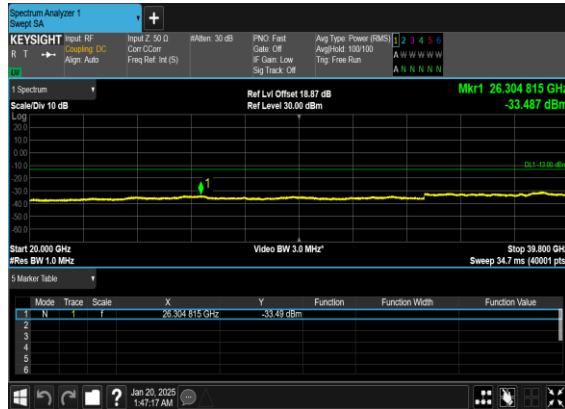 Spectrum Analyzer 1
Swept SA
KEYSIGHT Input: RF Input Z: 50 Ω #Atten: 30 dB PNO: Fast Avg Type: Power (RMS) 1 2 3 4 5 6
R T Coupling: DC Corr CCorr Gate: Off Avg|Hold: 100/100 A W W W W W
Align: Auto Freq Ref: Int (S) IF Gain: Low Trig: Free Run
Sig Track: Off A N N N N N
1 Spectrum
Ref Lvl Offset 18.87 dB Mkr1 26.304 815 GHz
Scale/Div 10 dB Ref Level 30.00 dBm -33.487 dBm
Log
20.0
10.0
0.00
-10.0
DL1 -13.00 dBm
-20.0
1
-30.0
-40.0
-50.0
-60.0
Start 20.000 GHz Video BW 3.0 MHz* Stop 39.800 GHz
#Res BW 1.0 MHz Sweep 34.7 ms (40001 pts)
5 Marker Table
Mode Trace Scale X Y Function Function Width Function Value
1 N 1 f 26.304 815 GHz -33.49 dBm
2
3
4
5
6
? Jan 20, 2025
1:47:17 AM